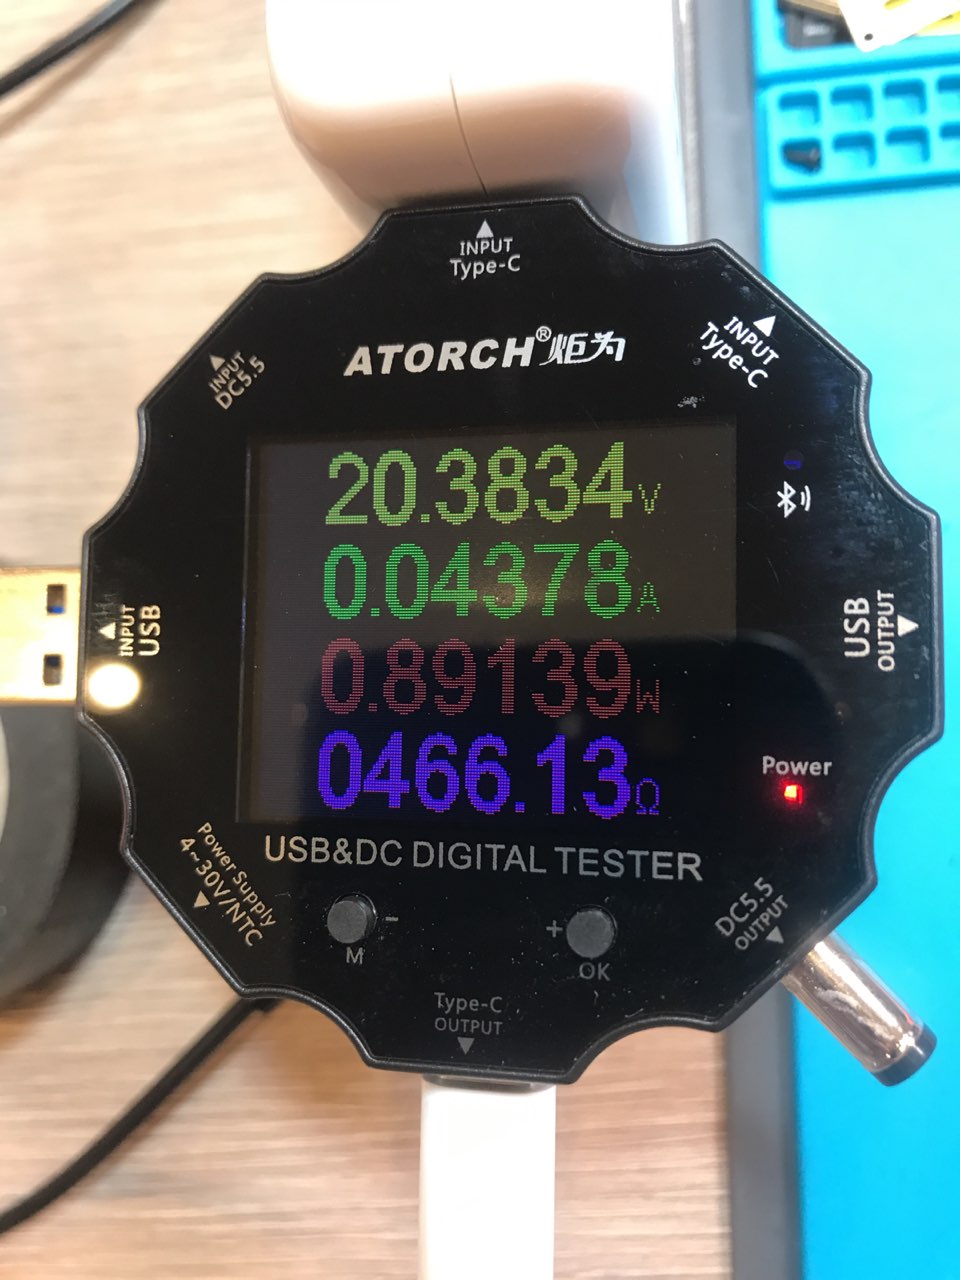 INPUT
Type-C
INPUT
Type-C
INPUT
DC5.5
ATORCH®炬为
20.3834V
0.04378A
0.89139W
0466.13Ω
INPUT
USB
USB
OUTPUT
Power
USB&DC DIGITAL TESTER
Power Supply
4~30V/NTC
-
M
+
OK
DC5.5
OUTPUT
Type-C
OUTPUT